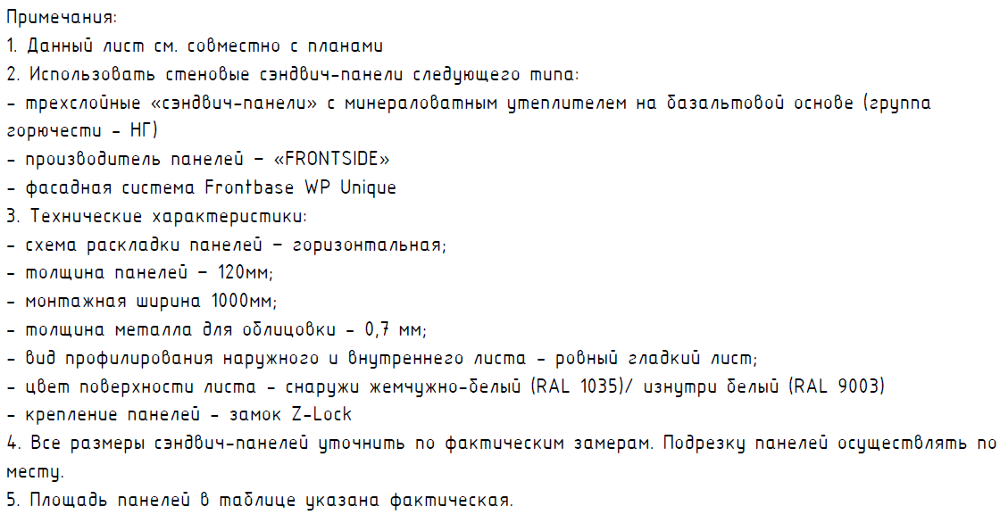 Примечания:
1. Данный лист см. совместно с планами
2. Использовать стеновые сэндвич-панели следующего типа:
- трехслойные «сэндвич-панели» с минераловатным утеплителем на базальтовой основе (группа
горючести - НГ)
- производитель панелей – «FRONTSIDE»
- фасадная система Frontbase WP Unique
3. Технические характеристики:
- схема раскладки панелей – горизонтальная;
- толщина панелей – 120мм;
- монтажная ширина 1000мм;
- толщина металла для облицовки - 0,7 мм;
- вид профилирования наружного и внутреннего листа - ровный гладкий лист;
- цвет поверхности листа - снаружи жемчужно-белый (RAL 1035)/ изнутри белый (RAL 9003)
- крепление панелей - замок Z-Lock
4. Все размеры сэндвич-панелей уточнить по фактическим замерам. Подрезку панелей осуществлять по
месту.
5. Площадь панелей в таблице указана фактическая.